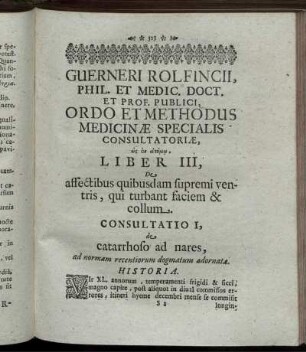 GUERNERI ROLFINCII,
PHIL. ET MEDIC. DOCT.
ET PROF. PUBLICI,
ORDO ET METHODUS
MEDICINÆ SPECIALIS
CONSULTATORIÆ,
LIBER III,
De
affectibus quibusdam supremi ven-
tris, qui turbant faciem &
collum.
CONSULTATIO I,
de
catarrhoso ad nares,
ad normam recentiorum dogmatum adornata.
HISTORIA.
Vir XL. annorum, temperamenti frigidi & sicci,
magno capite, post aliquot in diætâ commissos er-
rores, itineri hyeme decembri mense se commisit
longin-